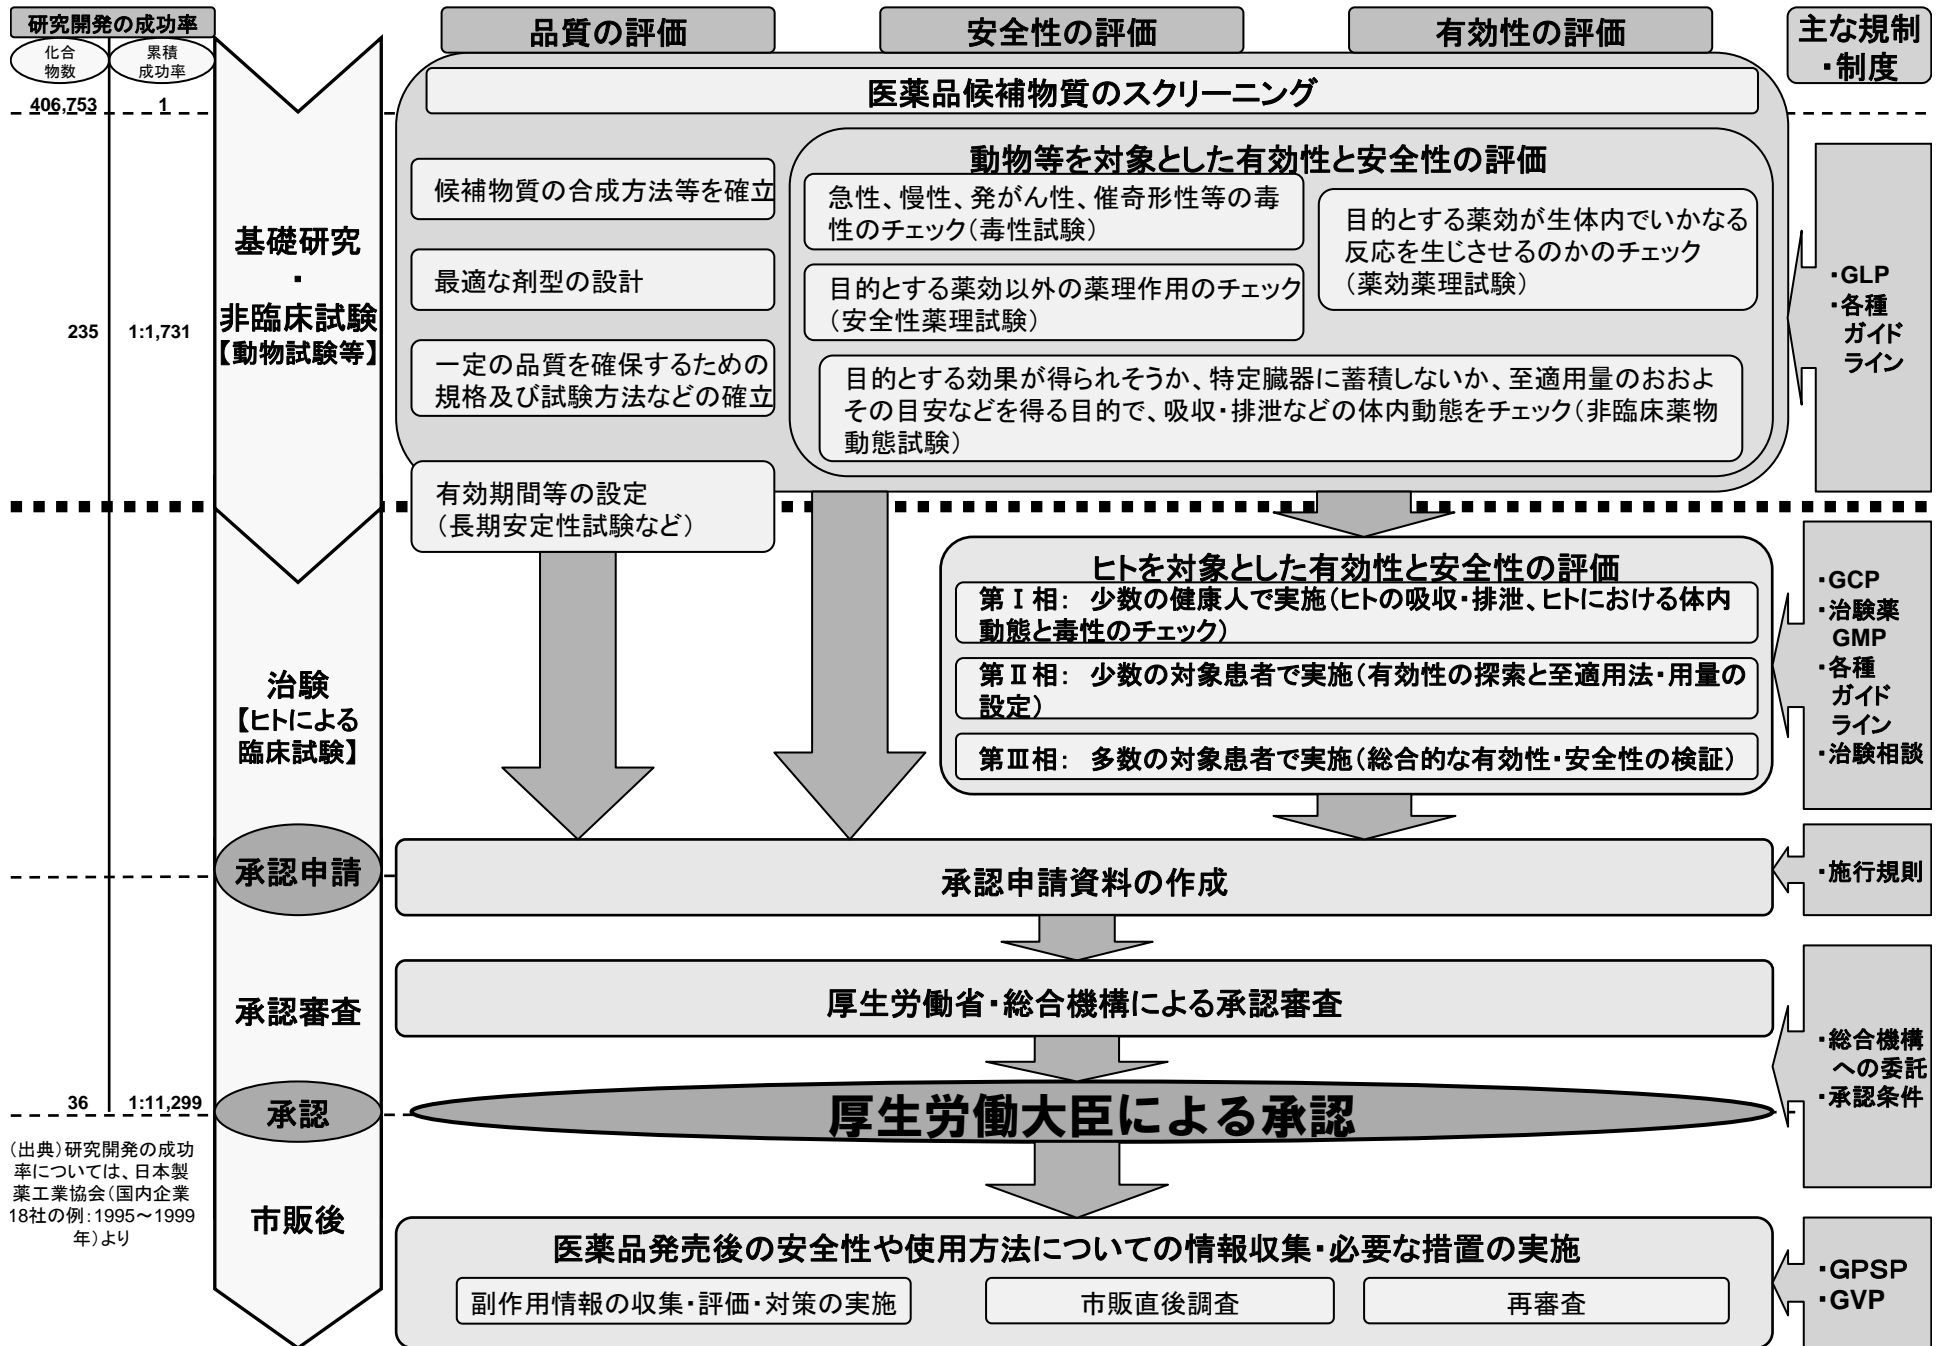 研究開発の成功率
化合
物数
累積
成功率
406,753
1
235
1:1,731
36
1:11,299
(出典)研究開発の成功
率については、日本製
薬工業協会(国内企業
18社の例:1995~1999
年)より
基礎研究
・
非臨床試験
【動物試験等】
治験
【ヒトによる
臨床試験】
承認申請
承認審査
承認
市販後
品質の評価
安全性の評価
有効性の評価
医薬品候補物質のスクリーニング
候補物質の合成方法等を確立
最適な剤型の設計
一定の品質を確保するための
規格及び試験方法などの確立
有効期間等の設定
(長期安定性試験など)
動物等を対象とした有効性と安全性の評価
急性、慢性、発がん性、催奇形性等の毒
性のチェック(毒性試験)
目的とする薬効以外の薬理作用のチェック
(安全性薬理試験)
目的とする薬効が生体内でいかなる
反応を生じさせるのかのチェック
(薬効薬理試験)
目的とする効果が得られそうか、特定臓器に蓄積しないか、至適用量のおおよ
その目安などを得る目的で、吸収・排泄などの体内動態をチェック(非臨床薬物
動態試験)
ヒトを対象とした有効性と安全性の評価
第Ⅰ相: 少数の健康人で実施(ヒトの吸収・排泄、ヒトにおける体内
動態と毒性のチェック)
第Ⅱ相: 少数の対象患者で実施(有効性の探索と至適用法・用量の
設定)
第Ⅲ相: 多数の対象患者で実施(総合的な有効性・安全性の検証)
承認申請資料の作成
厚生労働省・総合機構による承認審査
厚生労働大臣による承認
医薬品発売後の安全性や使用方法についての情報収集・必要な措置の実施
副作用情報の収集・評価・対策の実施
市販直後調査
再審査
主な規制
・制度
・GLP
・各種
ガイド
ライン
・GCP
・治験薬
GMP
・各種
ガイド
ライン
・治験相談
・施行規則
・総合機構
への委託
・承認条件
・GPSP
・GVP